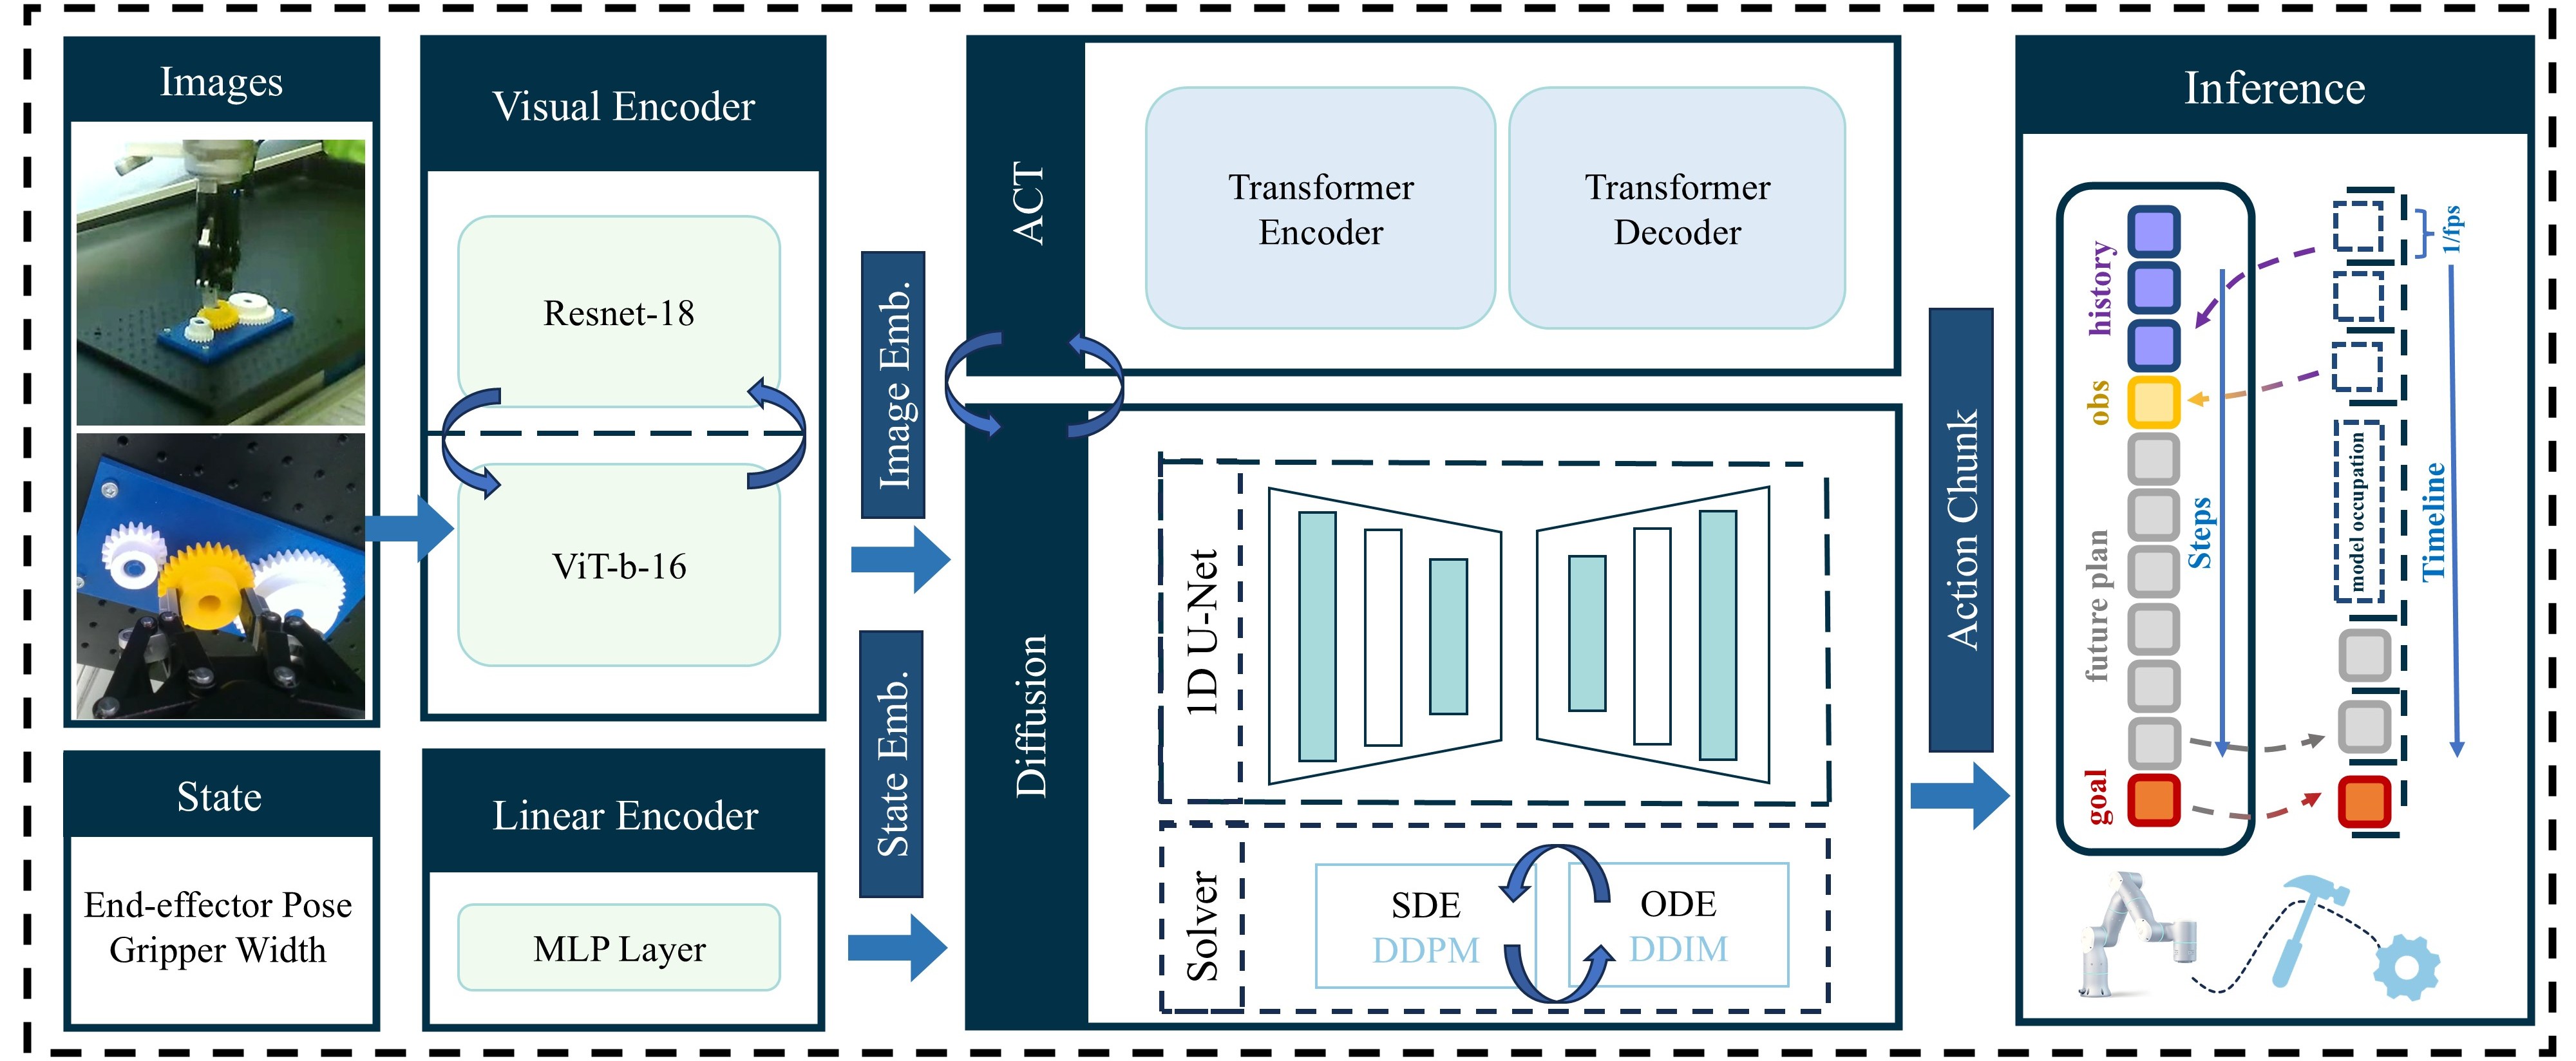 Images
State
End-effector Pose
Gripper Width
Visual Encoder
Resnet-18
ViT-b-16
Linear Encoder
MLP Layer
Image Emb.
State Emb.
ACT
Transformer
Encoder
Transformer
Decoder
Diffusion
1D U-Net
Solver
SDE
DDPM
ODE
DDIM
Action Chunk
Inference
history
obs
future plan
goal
Steps
1/fps
model occupation
Timeline